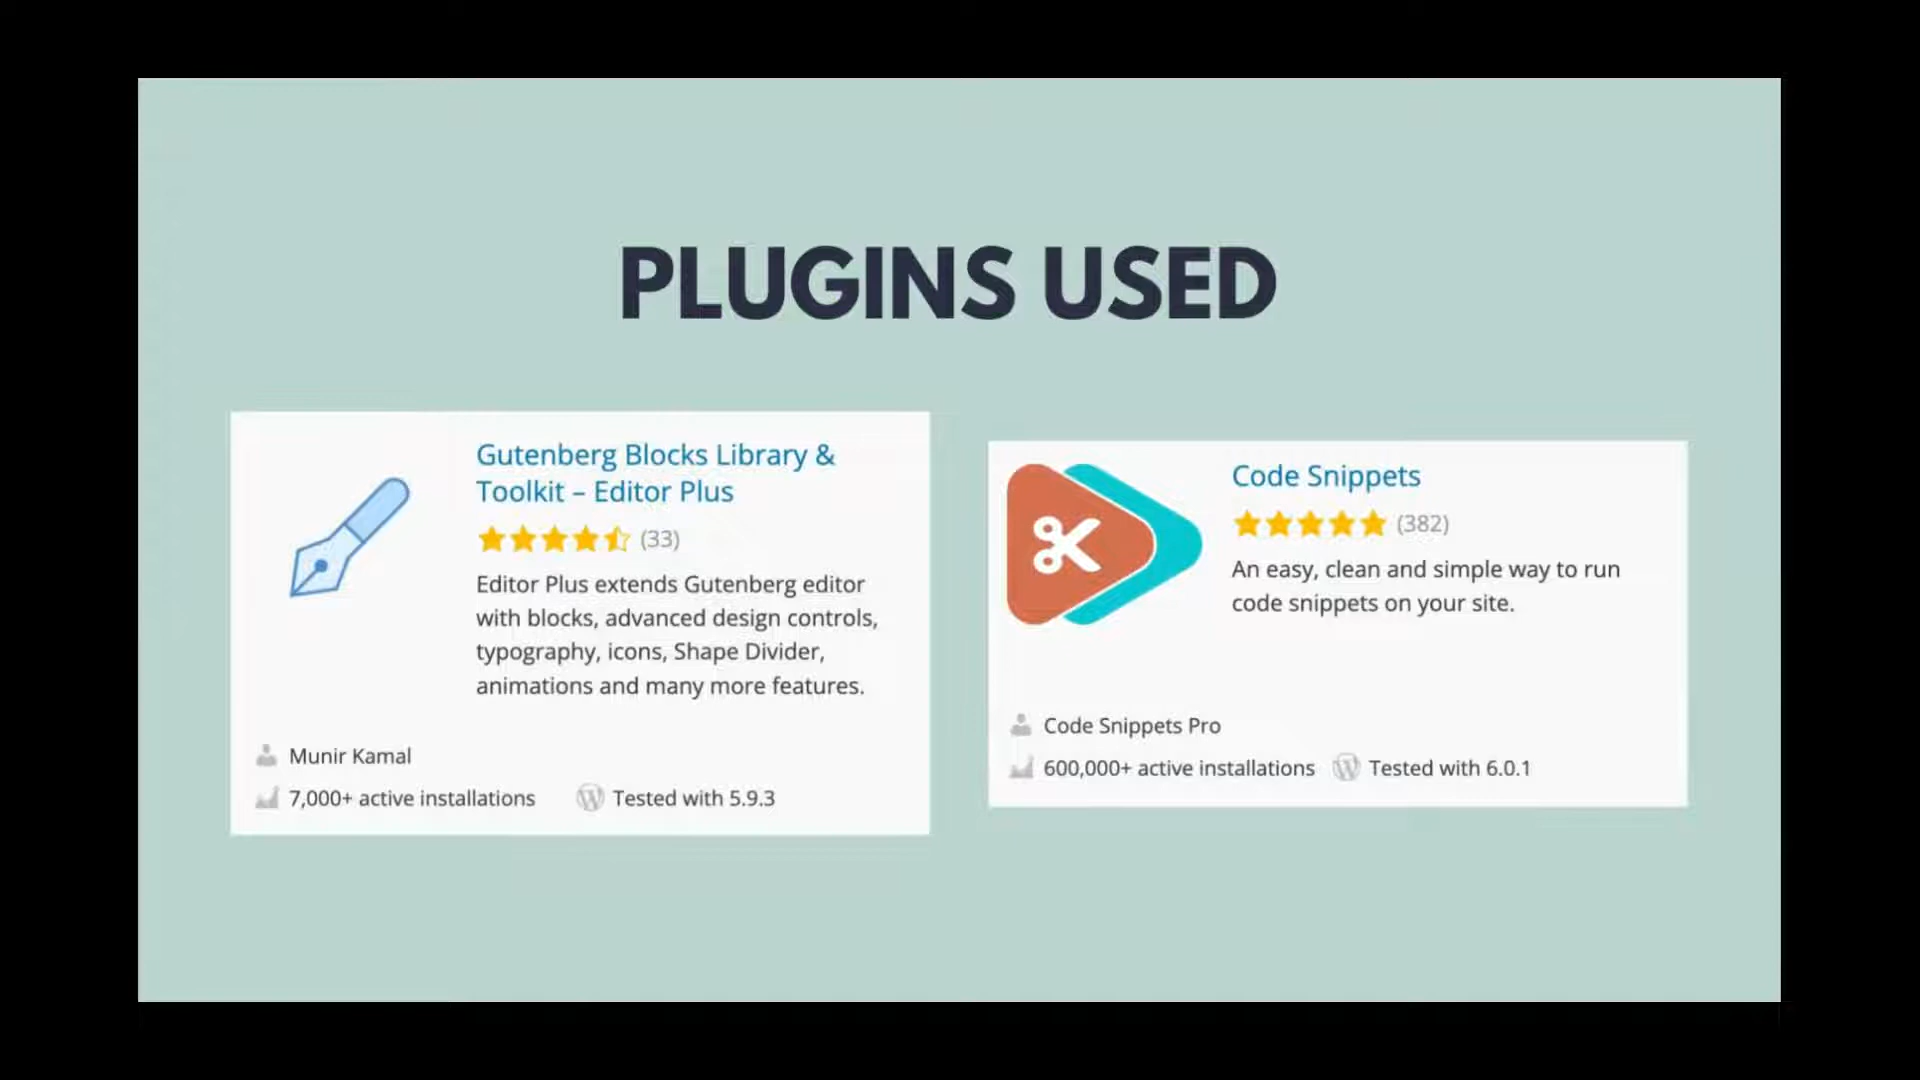 PLUGINS USED
Gutenberg Blocks Library &
Toolkit – Editor Plus
(33)
Editor Plus extends Gutenberg editor
with blocks, advanced design controls,
typography, icons, Shape Divider,
animations and many more features.
Munir Kamal
7,000+ active installations
Tested with 5.9.3
Code Snippets
(382)
An easy, clean and simple way to run
code snippets on your site.
Code Snippets Pro
600,000+ active installations
Tested with 6.0.1